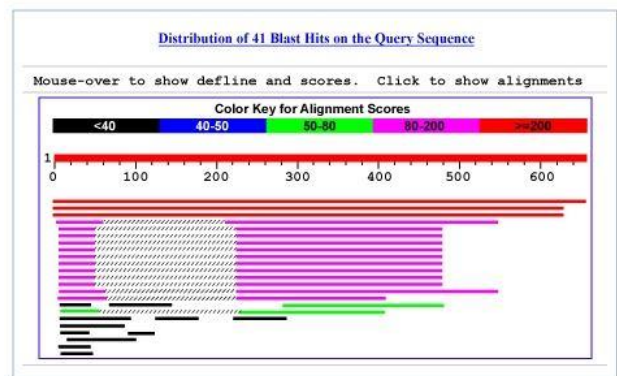 Distribution of 41 Blast Hits on the Query Sequence
Mouse-over to show defline and scores. Click to show alignments
Color Key for Alignment Scores
<40 40-50 50-80 80-200 >=200
1
0 100 200 300 400 500 600